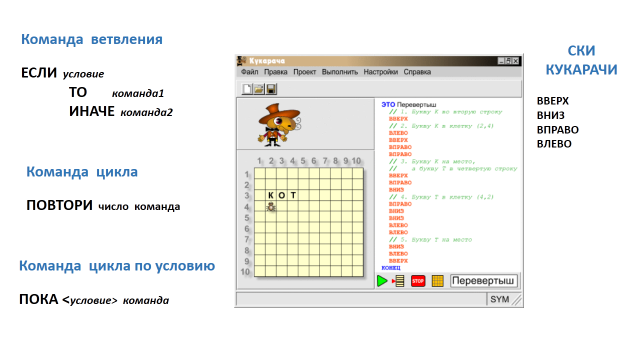 Команда ветвления
ЕСЛИ условие
ТО команда1
ИНАЧЕ команда2
Команда цикла
ПОВТОРИ число команда
Команда цикла по условию
ПОКА <условие> команда
Кукарача
Файл Правка Проект Выполнить Настройки Справка
1 2 3 4 5 6 7 8 9 10
1
2
3 К О Т
4
5
6
7
8
9
10
ЭТО Перевертыш
// 1. Букву К во вторую строку
ВВЕРХ
// 2. Букву К в клетку (2,4)
ВЛЕВО
ВВЕРХ
ВПРАВО
ВПРАВО
// 3. Букву К на место,
// а букву Т в четвертую строку
ВВЕРХ
ВПРАВО
ВНИЗ
// 4. Букву Т в клетку (4,2)
ВПРАВО
ВНИЗ
ВНИЗ
ВЛЕВО
ВЛЕВО
// 5. Букву Т на место
ВНИЗ
ВЛЕВО
ВВЕРХ
КОНЕЦ
STOP
Перевертыш
SYM
СКИ
КУКАРАЧИ
ВВЕРХ
ВНИЗ
ВПРАВО
ВЛЕВО